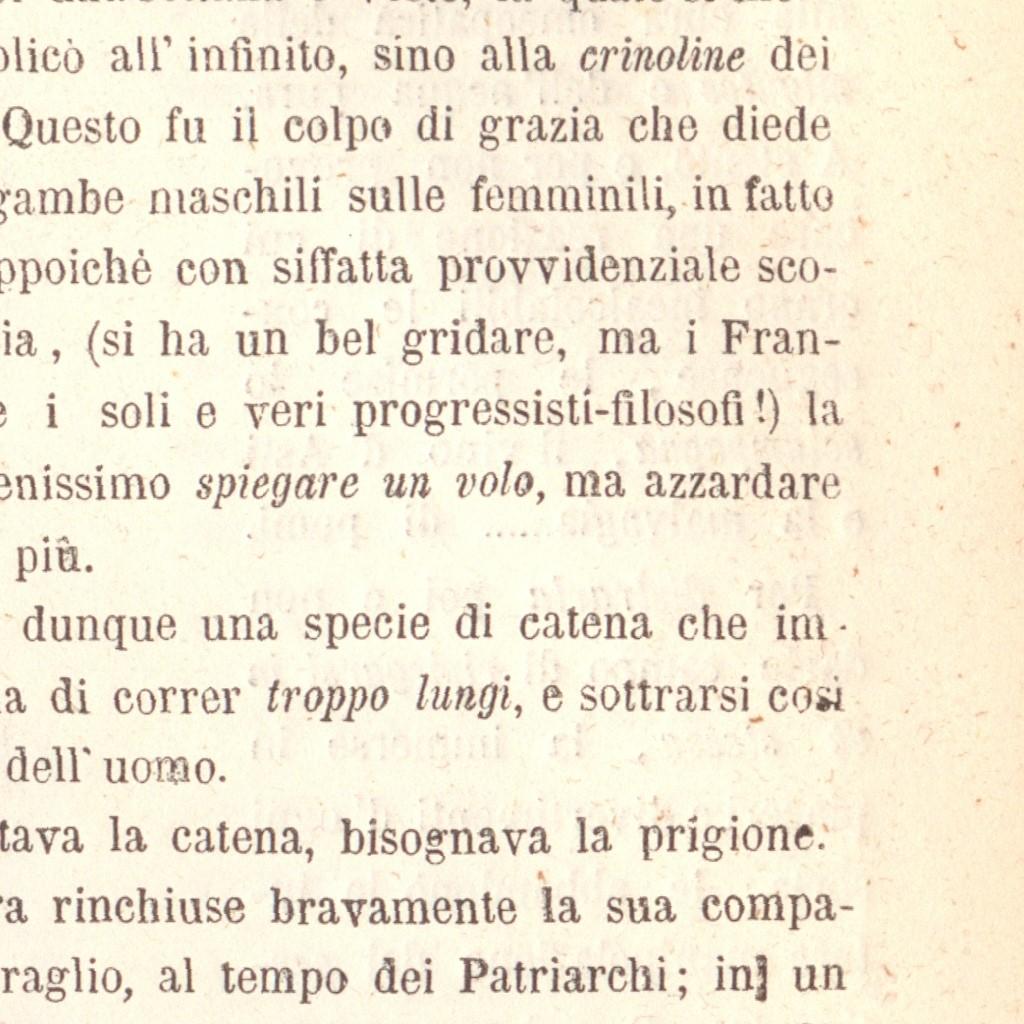 all' infinito, sino alla crinoline dei
Questo fu il colpo di grazia che diede
gambe maschili sulle femminili, in fatto
con siffatta provvidenziale sco-
ia, (si ha un bel gridare, ma i Fran-
e i soli e veri progressisti-filosofi!) la
enissimo spiegare un volo, ma azzardare
più.
dunque una specie di catena che im-
a di correr troppo lungi, e sottrarsi così
dell' uomo.
tava la catena, bisognava la prigione.
a rinchiuse bravamente la sua compa-
raglio, al tempo dei Patriarchi; in un